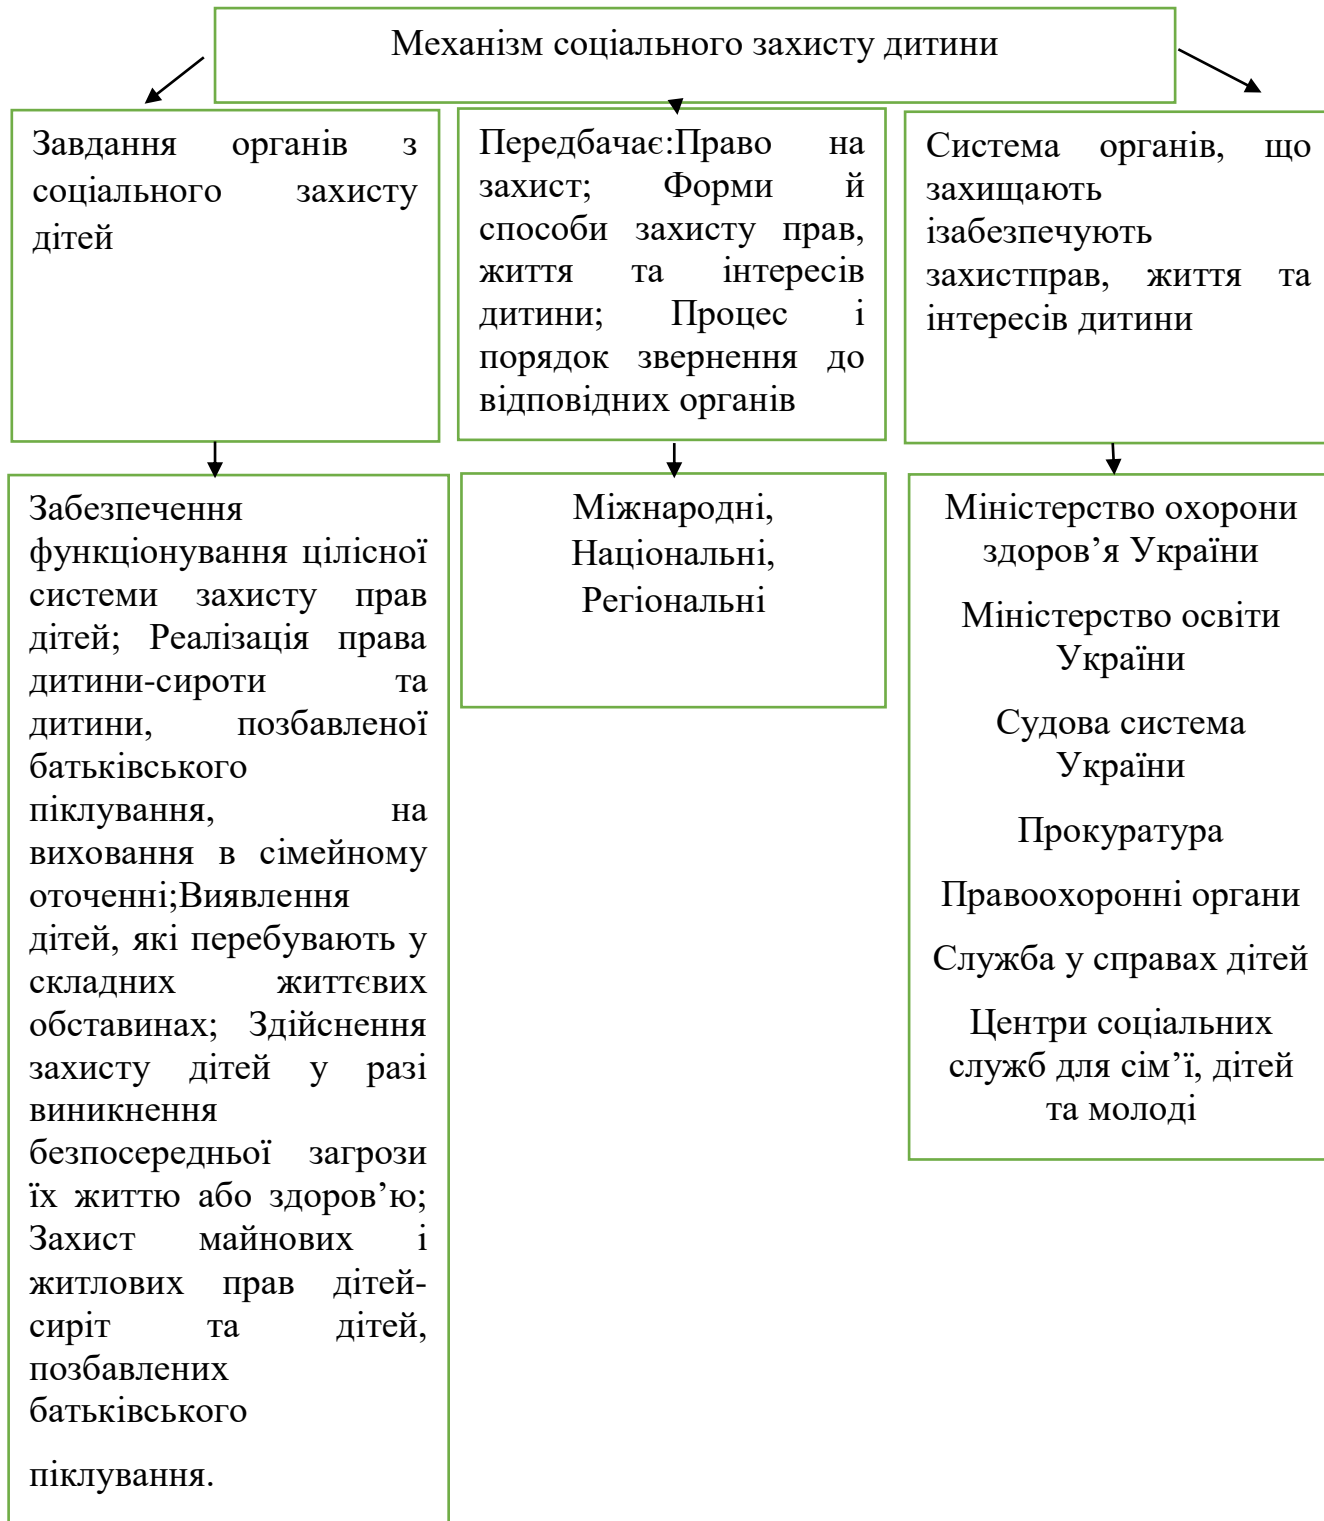 Механізм соціального захисту дитини
Завдання органів з
соціального захисту
дітей
Передбачає:Право на
захист; Форми й
способи захисту прав,
життя та інтересів
дитини; Процес і
порядок звернення до
відповідних органів
Система органів, що
захищають
ізабезпечують
захистправ, життя та
інтересів дитини
Забезпечення
функціонування цілісної
системи захисту прав
дітей; Реалізація права
дитини-сироти та
дитини, позбавленої
батьківського
піклування, на
виховання в сімейному
оточенні;Виявлення
дітей, які перебувають у
складних життєвих
обставинах; Здійснення
захисту дітей у разі
виникнення
безпосередньої загрози
їх життю або здоров’ю;
Захист майнових і
житлових прав дітей-
сиріт та дітей,
позбавлених
батьківського
піклування.
Міжнародні,
Національні,
Регіональні
Міністерство охорони
здоров’я України
Міністерство освіти
України
Судова система
України
Прокуратура
Правоохоронні органи
Служба у справах дітей
Центри соціальних
служб для сім’ї, дітей
та молоді